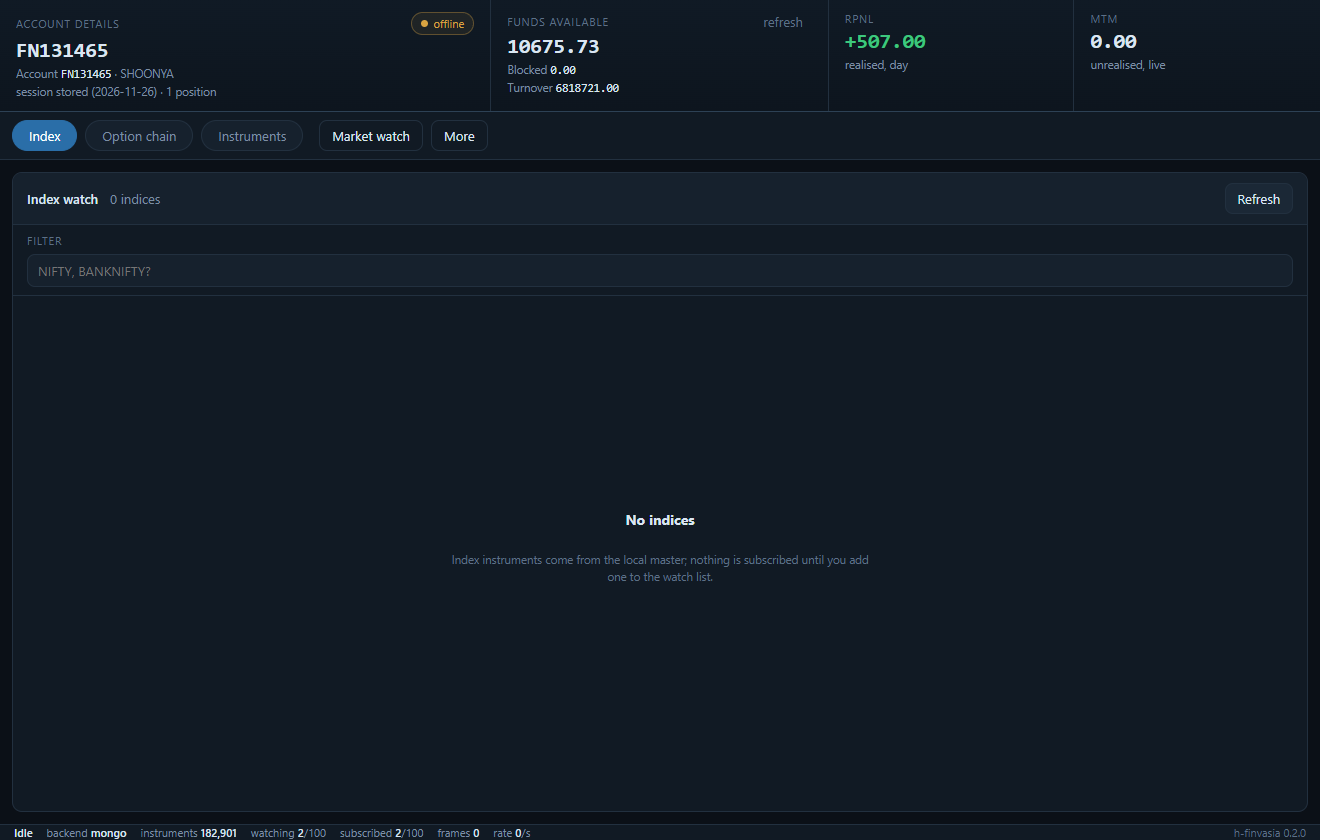 ACCOUNT DETAILS
offline
FN131465
Account FN131465 · SHOONYA
session stored (2026-11-26) · 1 position
FUNDS AVAILABLE
refresh
10675.73
Blocked 0.00
Turnover 6818721.00
RPNL
+507.00
realised, day
MTM
0.00
unrealised, live
Index
Option chain
Instruments
Market watch
More
Index watch 0 indices
Refresh
FILTER
NIFTY, BANKNIFTY?
No indices
Index instruments come from the local master; nothing is subscribed until you add
one to the watch list.
Idle backend mongo instruments 182,901 watching 2/100 subscribed 2/100 frames 0 rate 0/s
h-finvasia 0.2.0